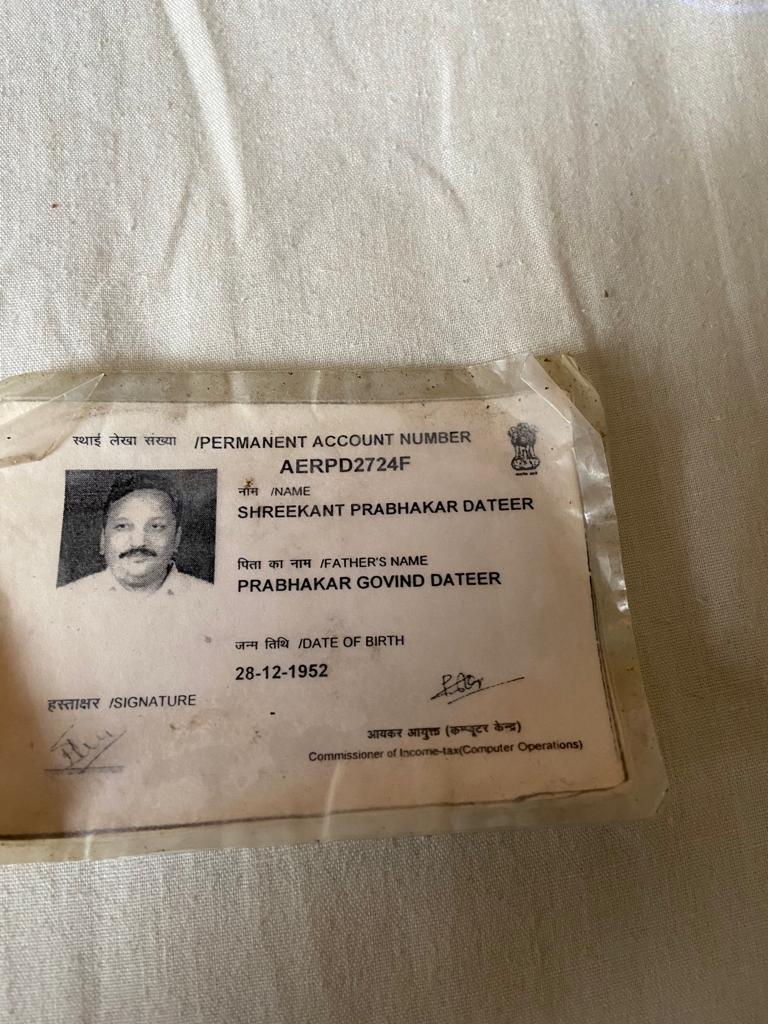 स्थाई लेखा संख्या /PERMANENT ACCOUNT NUMBER
AERPD2724F
नाम /NAME
SHREEKANT PRABHAKAR DATEER
पिता का नाम /FATHER'S NAME
PRABHAKAR GOVIND DATEER
जन्म तिथि /DATE OF BIRTH
28-12-1952
हस्ताक्षर /SIGNATURE
आयकर आयुक्त (कम्प्यूटर केन्द्र)
Commissioner of Income-tax(Computer Operations)